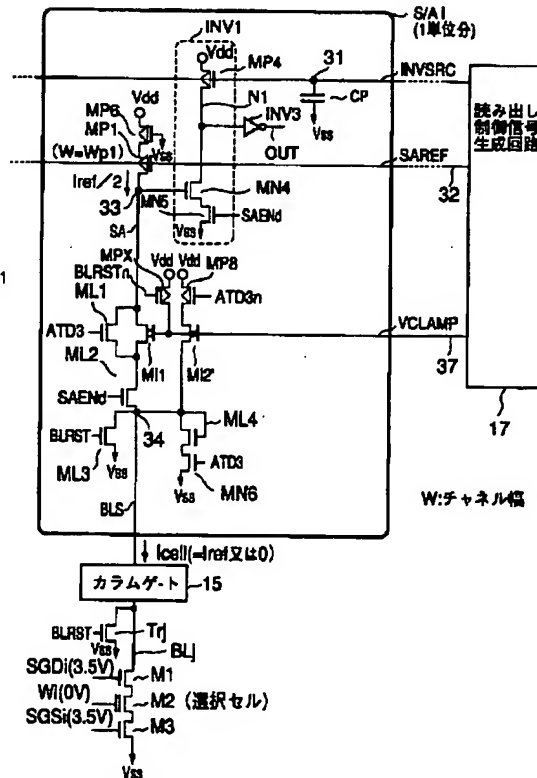 S/AI
(1単位分)
INV1
Vdd
MP4
31
INVSRC
CP
Vss
N1
INV3
OUT
Vdd
MP6
MP1
Vss
(W=Wp1)
Iref/2
SAREF
32
読み出し
制御信号
生成回路
33
MN4
MN5
SAENd
Vss
SA
MPX
Vdd
Vdd
MP8
BLRSTn
ATD3n
ML1
ATD3
ML2
MI1
MI2'
VCLAMP
37
17
SAENd
34
ML4
BLRST
Vss
ML3
ATD3
Vss
MN6
BLS
W:チャネル幅
Icell(=Iref又は0)
カラムゲート
15
BLRST
Trj
Vss
BLj
SGDi(3.5V)
M1
Wi(0V)
M2 (選択セル)
SGSi(3.5V)
M3
Vss
1